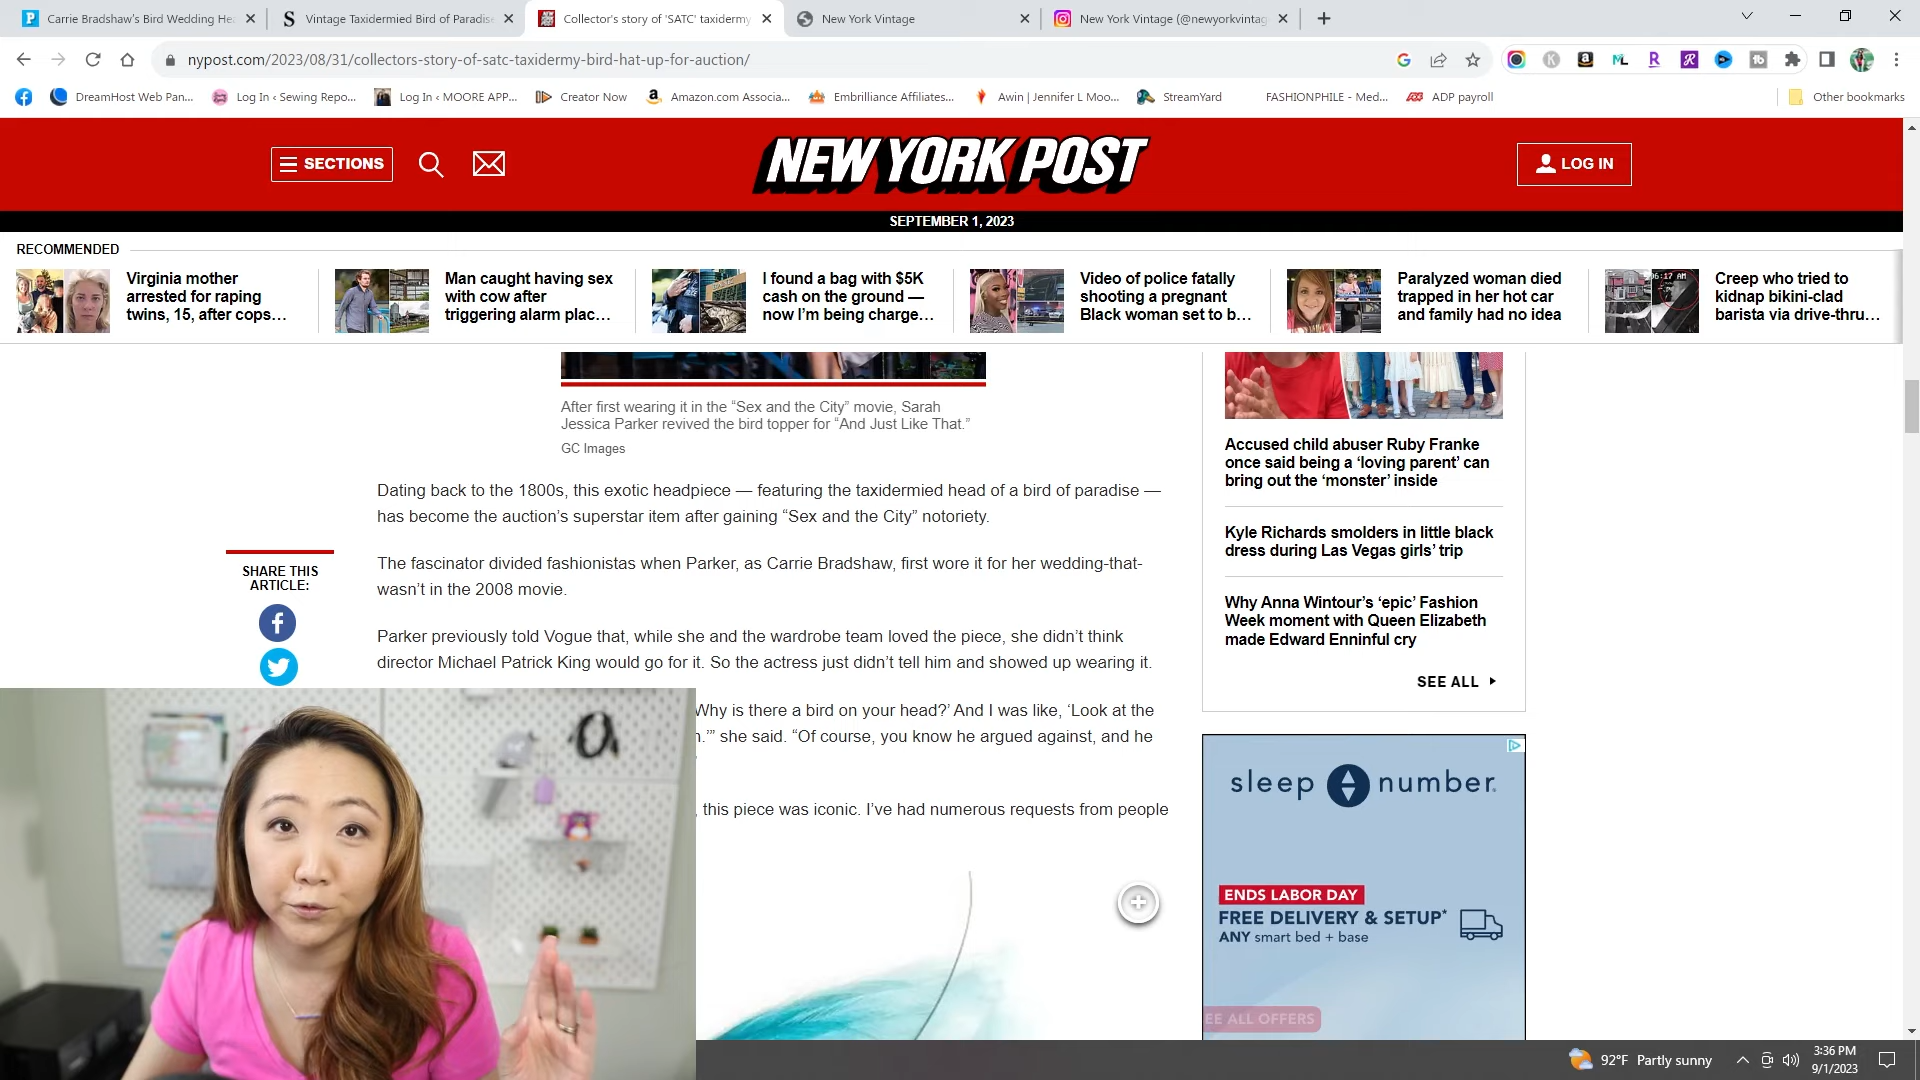 Carrie Bradshaw's Bird Wedding He
Vintage Taxidermied Bird of Paradise
Collector's story of 'SATC' taxidermy
New York Vintage
New York Vintage (@newyorkvintag
nypost.com/2023/08/31/collectors-story-of-satc-taxidermy-bird-hat-up-for-auction/
DreamHost Web Pan...
Log In ‹ Sewing Repo...
Log In ‹ MOORE APP...
Creator Now
Amazon.com Associa...
Embrilliance Affiliates...
Awin | Jennifer L Moo...
StreamYard
FASHIONPHILE - Med...
ADP payroll
Other bookmarks
SECTIONS
NEW YORK POST
LOG IN
SEPTEMBER 1, 2023
RECOMMENDED
Virginia mother
arrested for raping
twins, 15, after cops...
Man caught having sex
with cow after
triggering alarm plac...
I found a bag with $5K
cash on the ground —
now I'm being charge...
Video of police fatally
shooting a pregnant
Black woman set to b...
Paralyzed woman died
trapped in her hot car
and family had no idea
Creep who tried to
kidnap bikini-clad
barista via drive-thru...
After first wearing it in the “Sex and the City” movie, Sarah
Jessica Parker revived the bird topper for “And Just Like That.”
GC Images
Dating back to the 1800s, this exotic headpiece — featuring the taxidermied head of a bird of paradise —
has become the auction’s superstar item after gaining “Sex and the City” notoriety.
The fascinator divided fashionistas when Parker, as Carrie Bradshaw, first wore it for her wedding-that-
wasn’t in the 2008 movie.
Parker previously told Vogue that, while she and the wardrobe team loved the piece, she didn’t think
director Michael Patrick King would go for it. So the actress just didn’t tell him and showed up wearing it.
Why is there a bird on your head?’ And I was like, ‘Look at the
.’” she said. “Of course, you know he argued against, and he
, this piece was iconic. I’ve had numerous requests from people
SHARE THIS
ARTICLE:
Accused child abuser Ruby Franke
once said being a ‘loving parent’ can
bring out the ‘monster’ inside
Kyle Richards smolders in little black
dress during Las Vegas girls’ trip
Why Anna Wintour’s ‘epic’ Fashion
Week moment with Queen Elizabeth
made Edward Enninful cry
SEE ALL
sleep number
ENDS LABOR DAY
FREE DELIVERY & SETUP*
ANY smart bed + base
EE ALL OFFERS
92°F Partly sunny
3:36 PM
9/1/2023